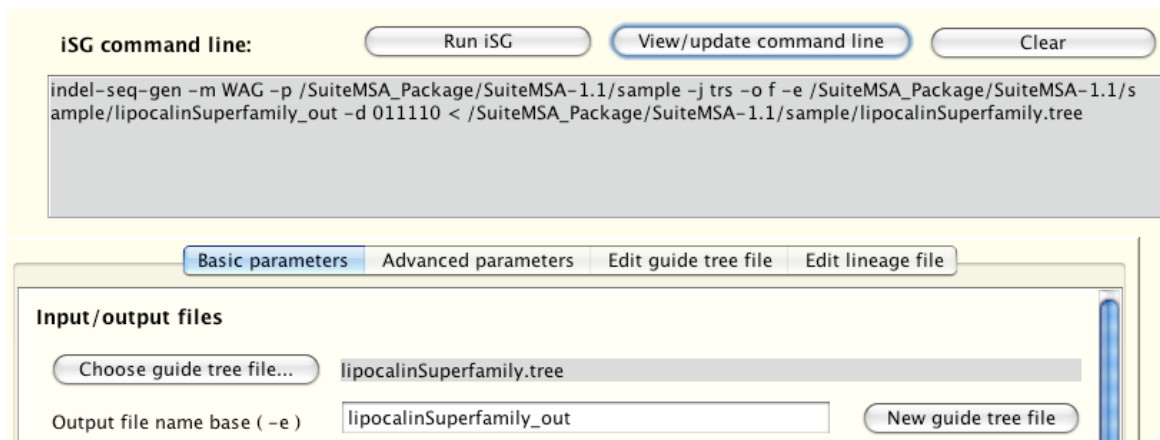 iSG command line: Run iSG View/update command line Clear
indel-seq-gen -m WAG -p /SuiteMSA_Package/SuiteMSA-1.1/sample -j trs -o f -e /SuiteMSA_Package/SuiteMSA-1.1/s
ample/lipocalinSuperfamily_out -d 011110 < /SuiteMSA_Package/SuiteMSA-1.1/sample/lipocalinSuperfamily.tree
Basic parameters Advanced parameters Edit guide tree file Edit lineage file
Input/output files
Choose guide tree file... lipocalinSuperfamily.tree
Output file name base ( -e ) lipocalinSuperfamily_out New guide tree file